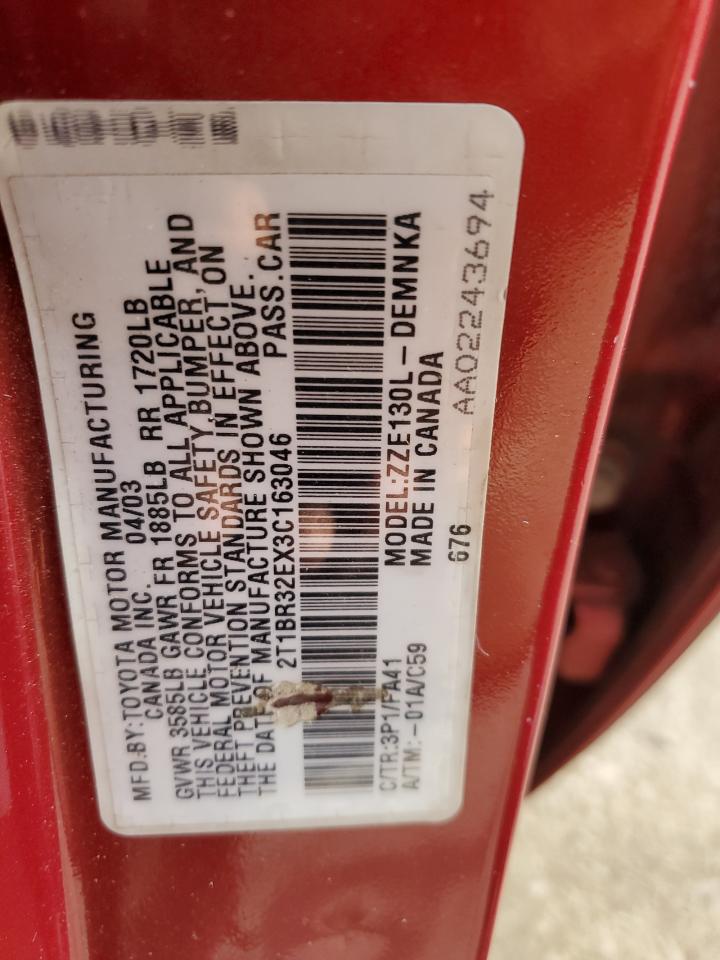 MFD.BY:TOYOTA MOTOR MANUFACTURING
CANADA INC. 04/03
GVWR 3585LB GAWR FR 1885LB RR 1720LB
THIS VEHICLE CONFORMS TO ALL APPLICABLE
FEDERAL MOTOR VEHICLE SAFETY,BUMPER,AND
THEFT PREVENTION STANDARDS IN EFFECT ON
THE DATE OF MANUFACTURE SHOWN ABOVE.
2T1BR32EX3C163046 PASS.CAR
C/TR:3P1/FA41 MODEL:ZZE130L-DEMNKA
A/TM:-01A/C59 MADE IN CANADA
676 AA02243694